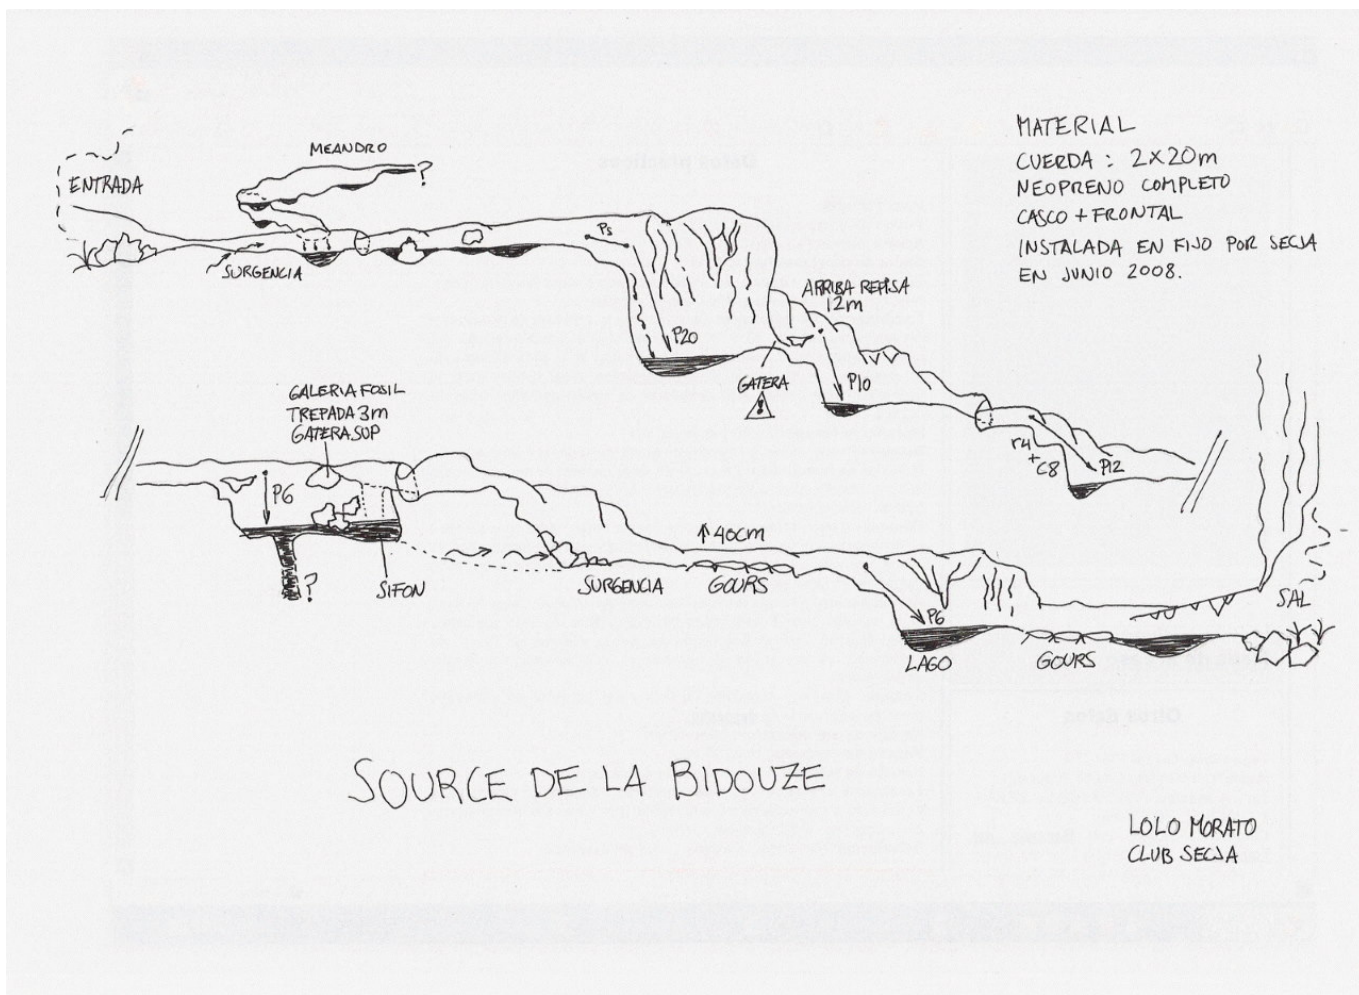 MEANDRO
?
ENTRADA
SURGENCIA
P5
P20
ARRIBA REPISA
12m
GATERA
!
P10
r4
+
C8
P12
MATERIAL
CUERDA : 2X20m
NEOPRENO COMPLETO
CASCO + FRONTAL
INSTALADA EN FIJO POR SECJA
EN JUNIO 2008.
GALERIA FOSIL
TREPADA 3m
GATERA SUP
P6
?
SIFON
SURGENCIA
40cm
GOURS
P6
LAGO
GOURS
SAL
SOURCE DE LA BIDOUZE
LOLO MORATO
CLUB SECJA